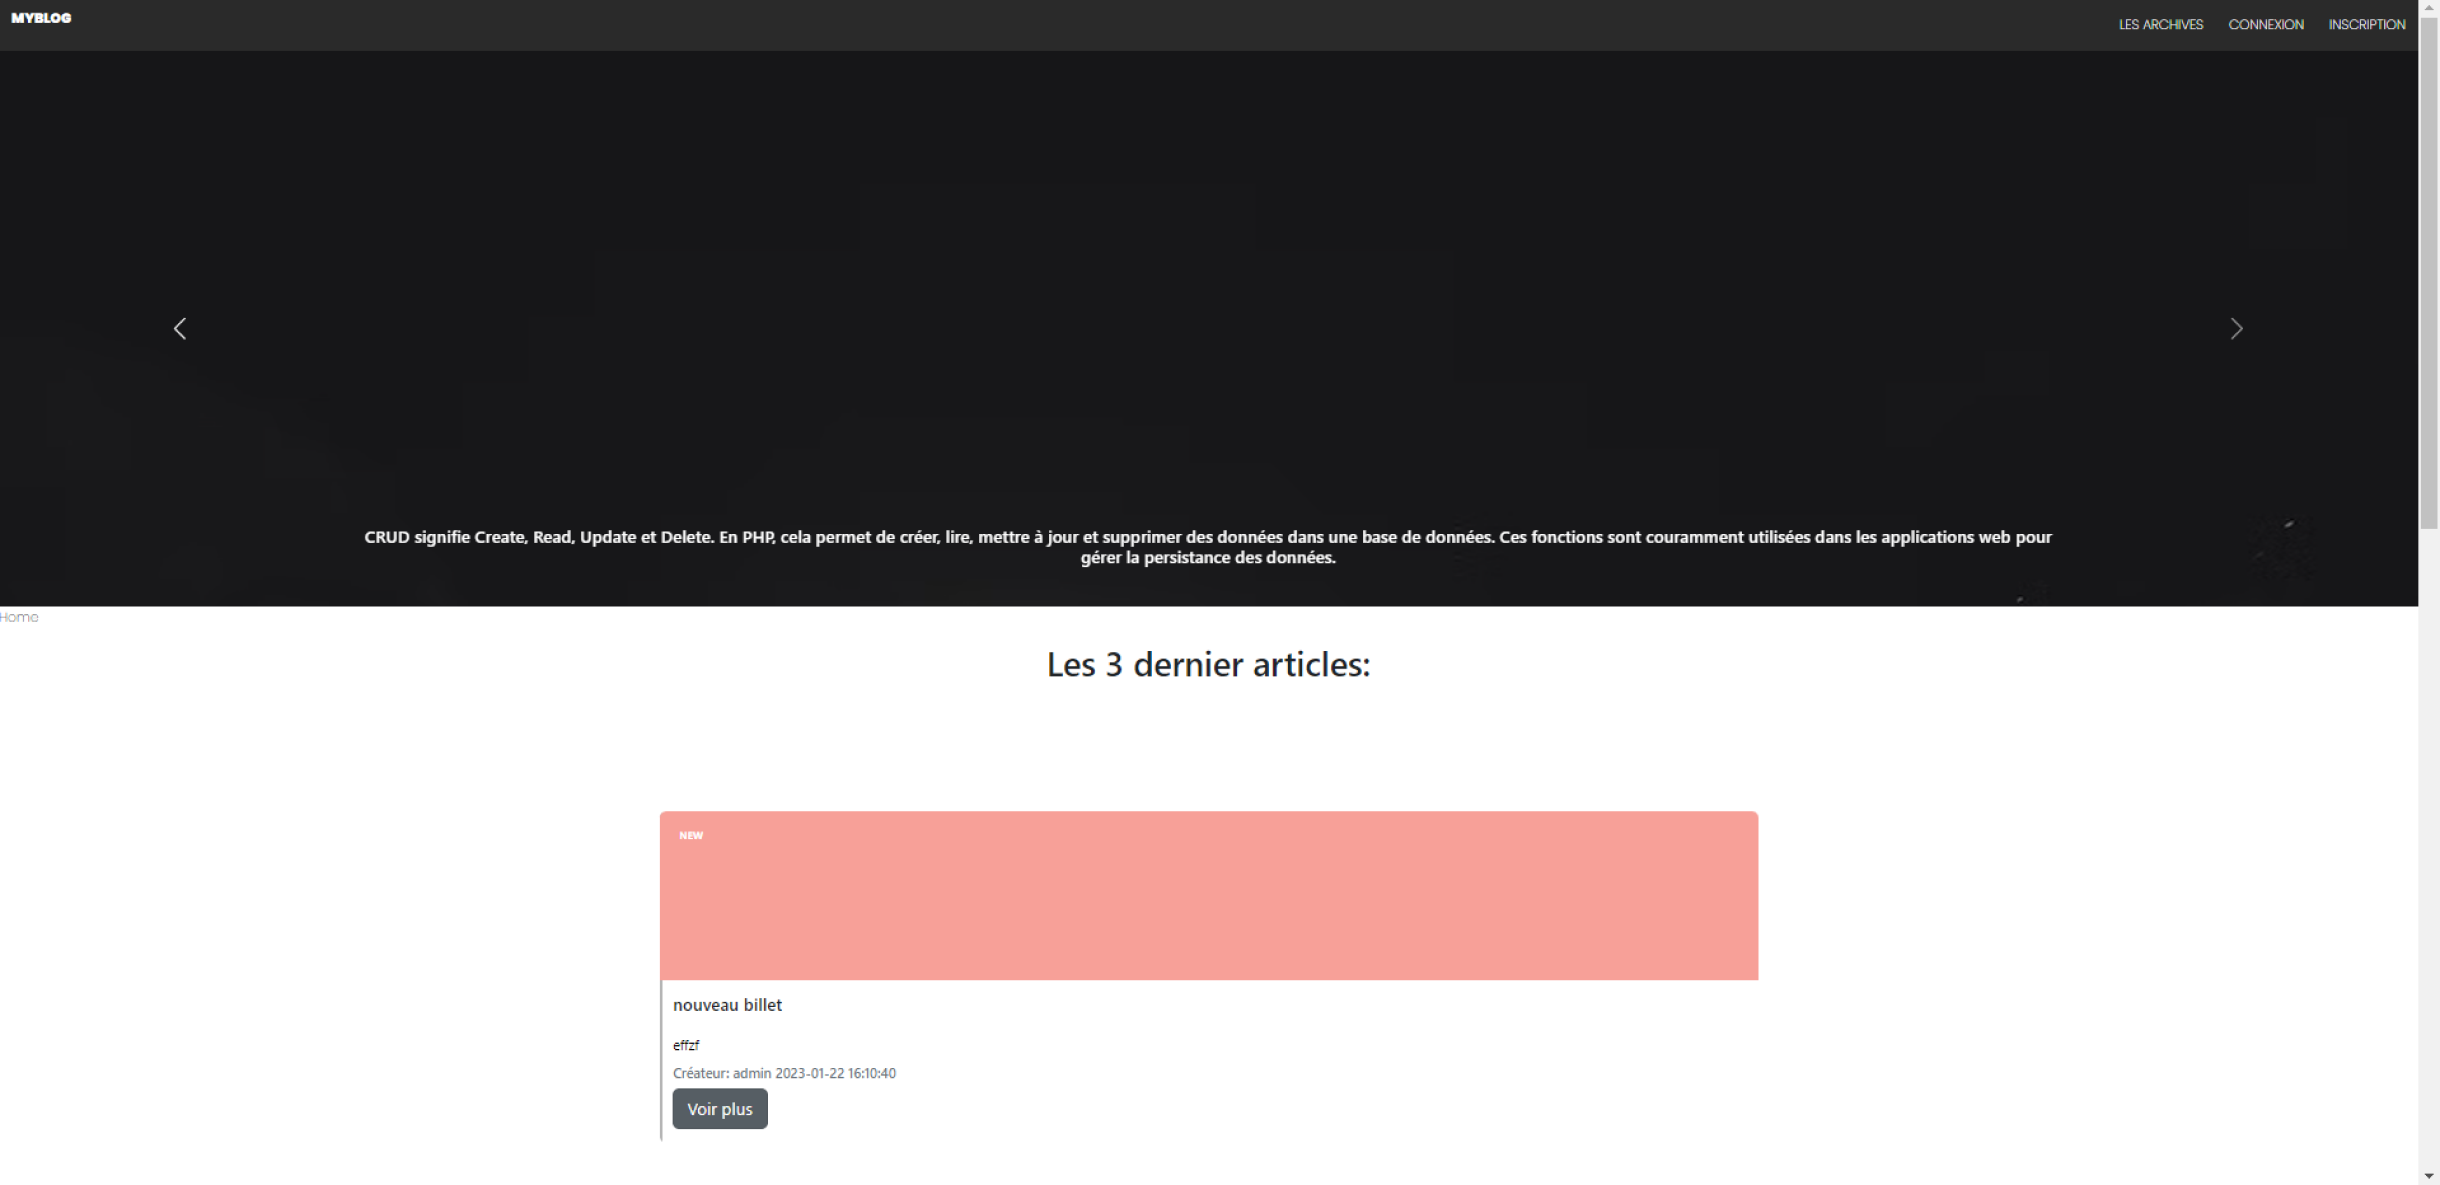 MYBLOG
LES ARCHIVES CONNEXION INSCRIPTION
CRUD signifie Create, Read, Update et Delete. En PHP, cela permet de créer, lire, mettre à jour et supprimer des données dans une base de données. Ces fonctions sont couramment utilisées dans les applications web pour
gérer la persistance des données.
Home
Les 3 dernier articles:
NEW
nouveau billet
effzf
Créateur: admin 2023-01-22 16:10:40
Voir plus